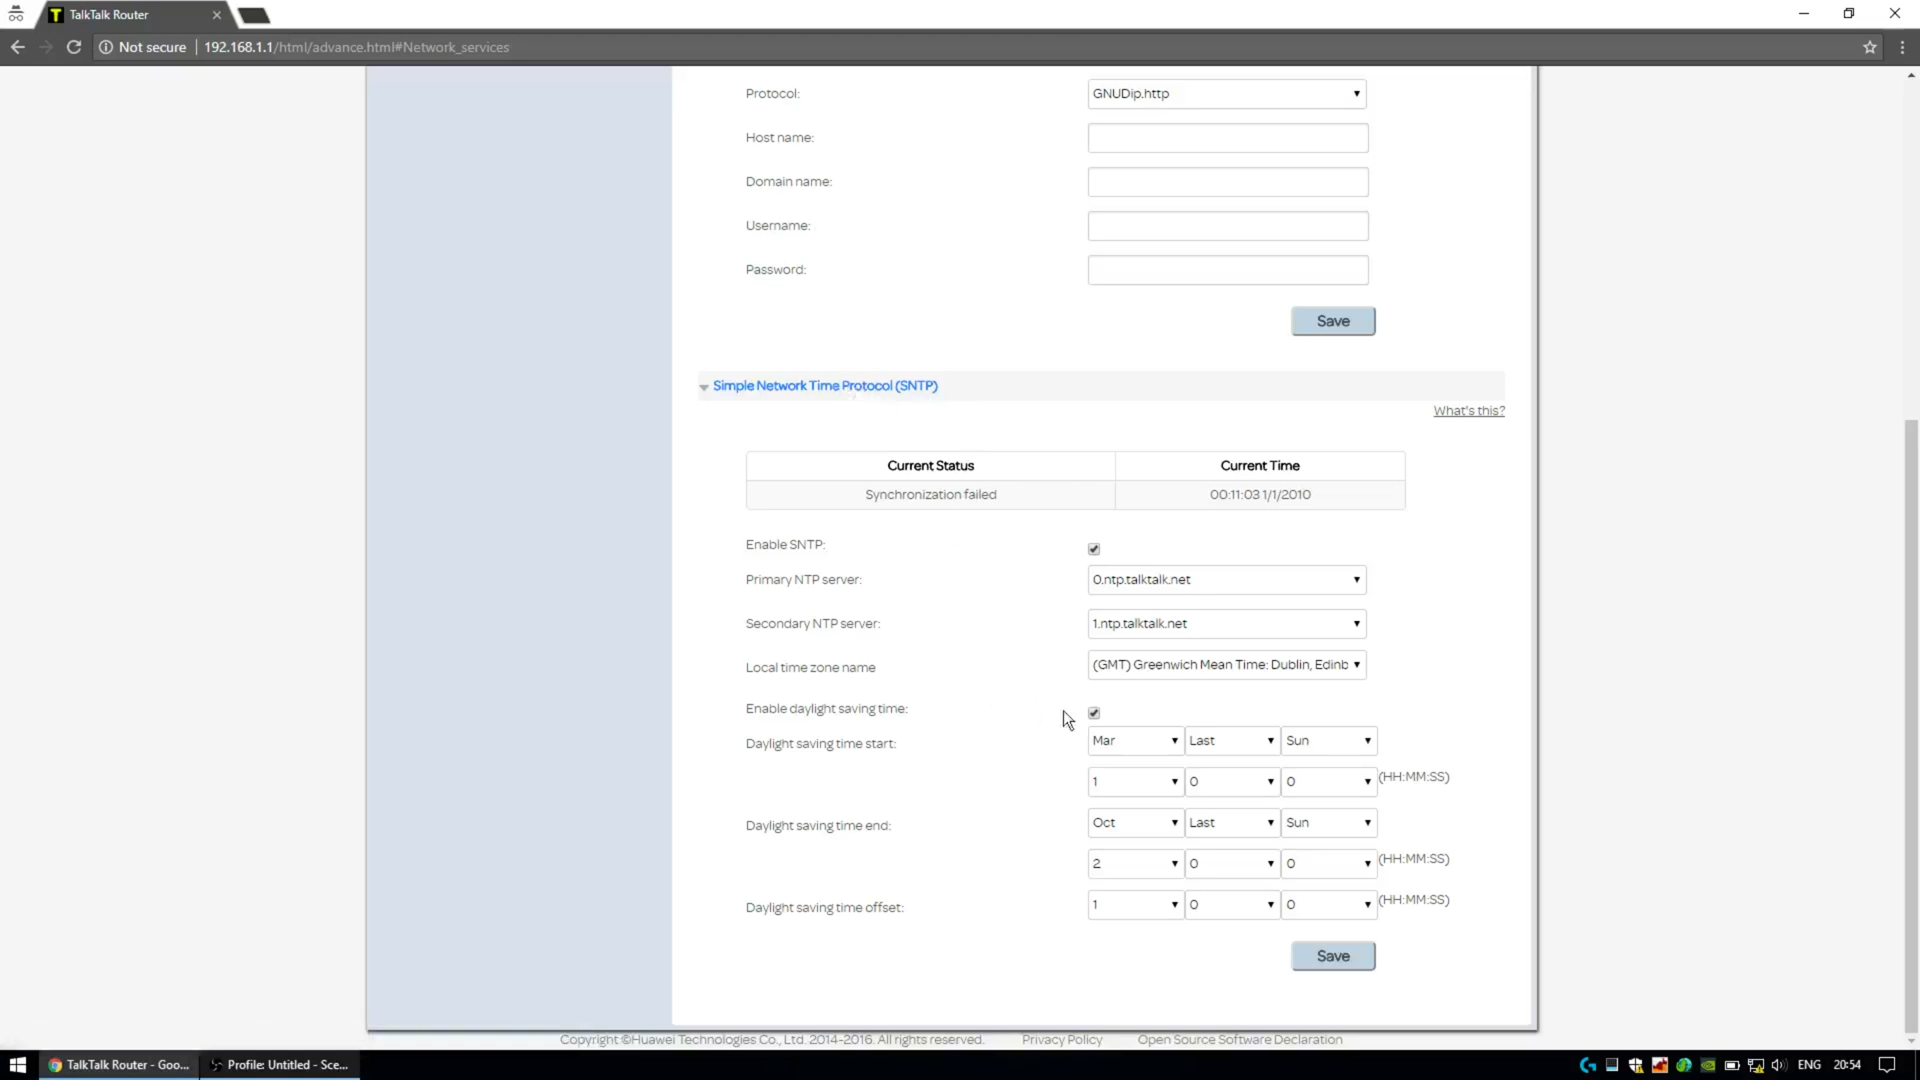 TalkTalk Router
Not secure | 192.168.1.1/html/advance.html#Network_services
Protocol: GNUDip.http
Host name:
Domain name:
Username:
Password:
Save
Simple Network Time Protocol (SNTP)
What's this?
Current Status Current Time
Synchronization failed 00:11:03 1/1/2010
Enable SNTP:
Primary NTP server: 0.ntp.talktalk.net
Secondary NTP server: 1.ntp.talktalk.net
Local time zone name (GMT) Greenwich Mean Time: Dublin, Edinb
Enable daylight saving time:
Daylight saving time start: Mar Last Sun
1 0 0 (HH:MM:SS)
Daylight saving time end: Oct Last Sun
2 0 0 (HH:MM:SS)
Daylight saving time offset: 1 0 0 (HH:MM:SS)
Save
Copyright ©Huawei Technologies Co., Ltd. 2014-2016. All rights reserved. Privacy Policy Open Source Software Declaration
TalkTalk Router - Goo... Profile: Untitled - Sce... ENG 20:54